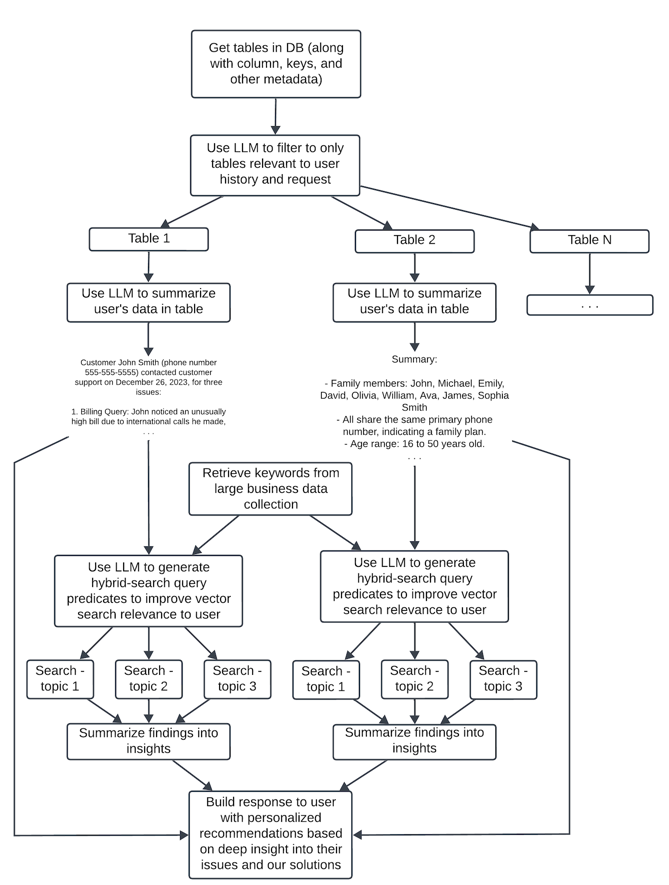 Get tables in DB (along
with column, keys, and
other metadata)
Use LLM to filter to only
tables relevant to user
history and request
Table 1
Table 2
Table N
Use LLM to summarize
user's data in table
Use LLM to summarize
user's data in table
. . .
Customer John Smith (phone number
555-555-5555) contacted customer
support on December 26, 2023, for three
issues:
1. Billing Query: John noticed an unusually
high bill due to international calls he made,
. . .
Summary:
- Family members: John, Michael, Emily,
David, Olivia, William, Ava, James, Sophia
Smith
- All share the same primary phone
number, indicating a family plan.
- Age range: 16 to 50 years old.
. . .
Retrieve keywords from
large business data
collection
Use LLM to generate
hybrid-search query
predicates to improve vector
search relevance to user
Use LLM to generate
hybrid-search query
predicates to improve vector
search relevance to user
Search -
topic 1
Search -
topic 2
Search -
topic 3
Search -
topic 1
Search -
topic 2
Search -
topic 3
Summarize findings into
insights
Summarize findings into
insights
Build response to user
with personalized
recommendations based
on deep insight into their
issues and our solutions